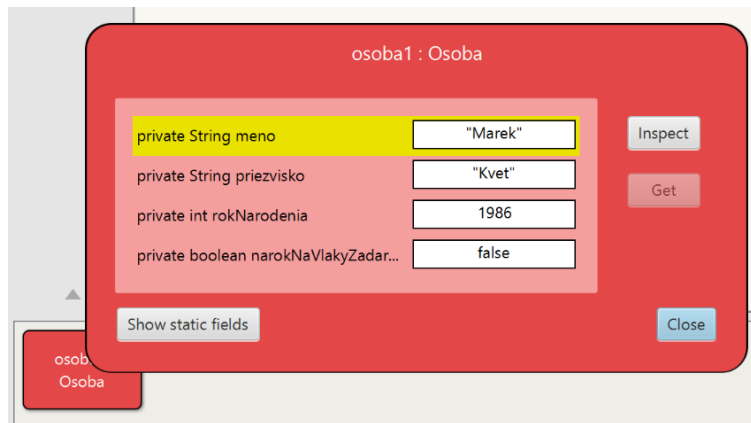 osoba1 : Osoba
private String meno "Marek"
Inspect
private String priezvisko "Kvet"
Get
private int rokNarodenia 1986
private boolean narokNaVlakyZadar... false
Show static fields
Close
osob
Osoba